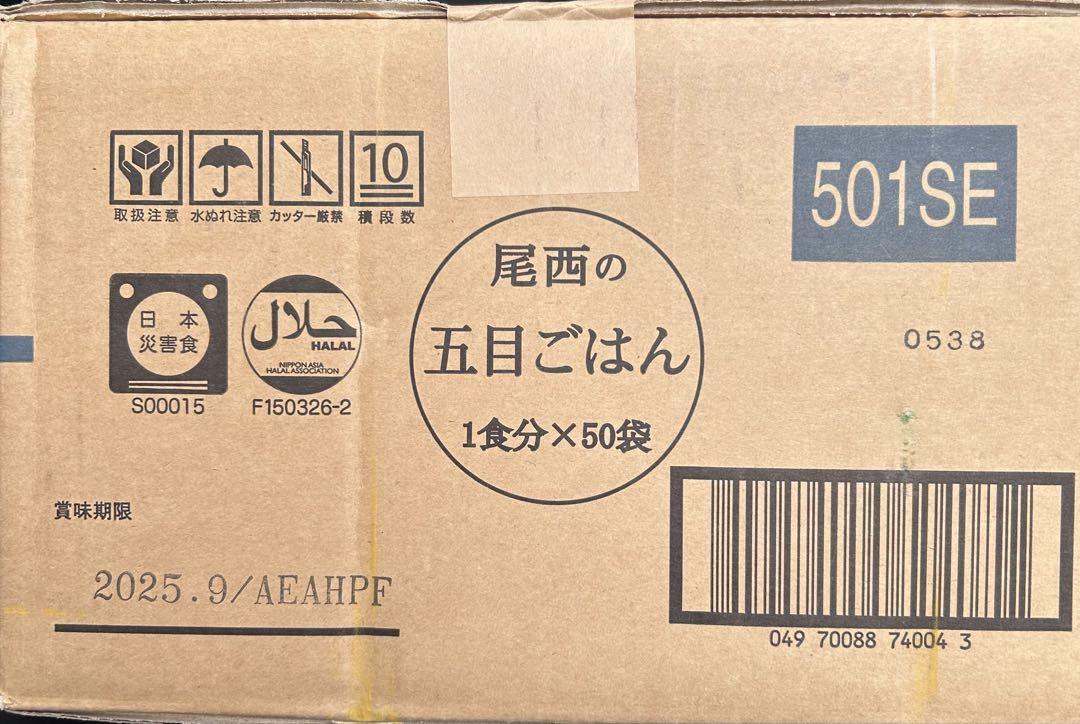 10
取扱注意 水ぬれ注意 カッター厳禁 積段数
501SE
日本
災害食
S00015
حلال
HALAL
NIPPON ASIA
HALAL ASSOCIATION
F150326-2
尾西の
五目ごはん
1食分×50袋
0538
賞味期限
2025.9/AEAHPF
049 70088 74004 3